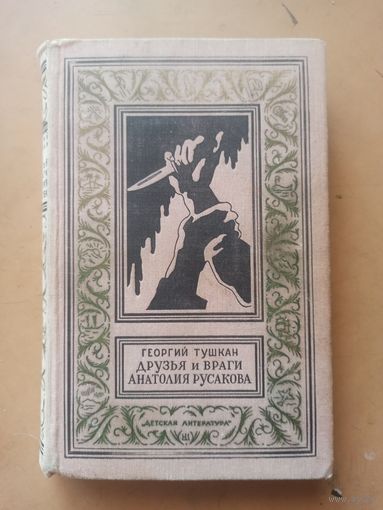 ГЕОРГИЙ ТУШКАН
ДРУЗЬЯ и ВРАГИ
АНАТОЛИЯ РУСАКОВА
"ДЕТСКАЯ ЛИТЕРАТУРА"